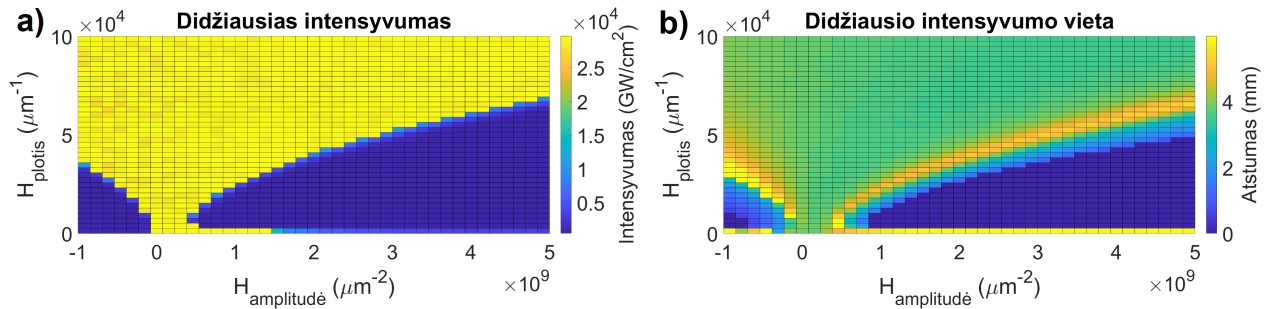 a)
×10⁴
Didžiausias intensyvumas
×10⁴
10
5
0
H_plotis (μm⁻¹)
-1 0 1 2 3 4 5
H_amplitudė (μm⁻²)
×10⁹
2.5
2
1.5
1
0.5
Intensyvumas (GW/cm²)
b)
×10⁴
Didžiausio intensyvumo vieta
10
5
0
H_plotis (μm⁻¹)
-1 0 1 2 3 4 5
H_amplitudė (μm⁻²)
×10⁹
4
2
0
Atstumas (mm)